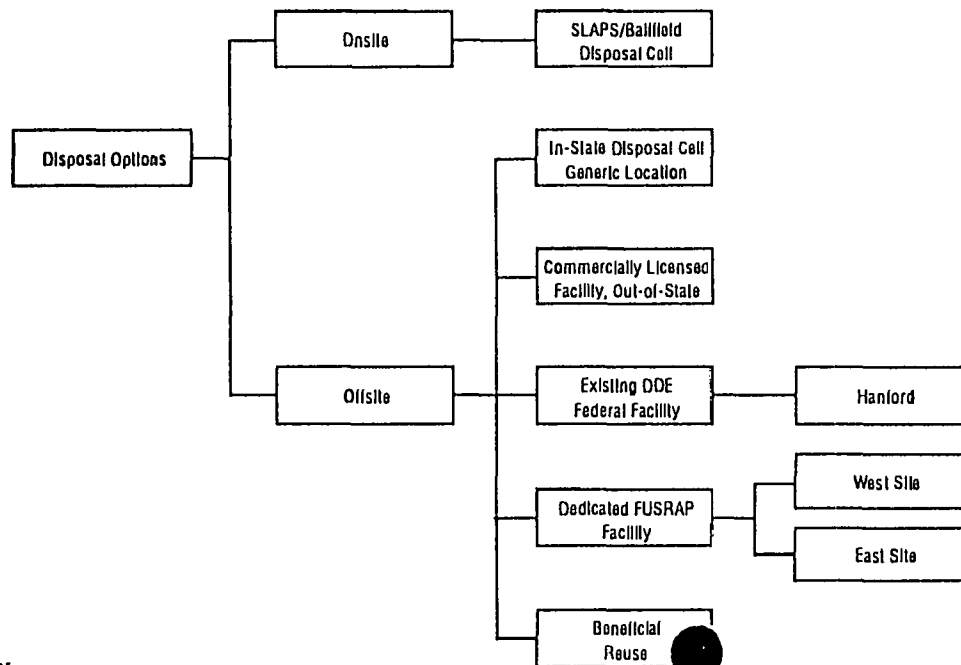 Onsite
SLAPS/Ballfield
Disposal Cell
Disposal Options
In-State Disposal Cell
Generic Location
Commercially Licensed
Facility, Out-of-State
Offsite
Existing DOE
Federal Facility
Hanford
Dedicated FUSRAP
Facility
West Site
East Site
Beneficial
Reuse